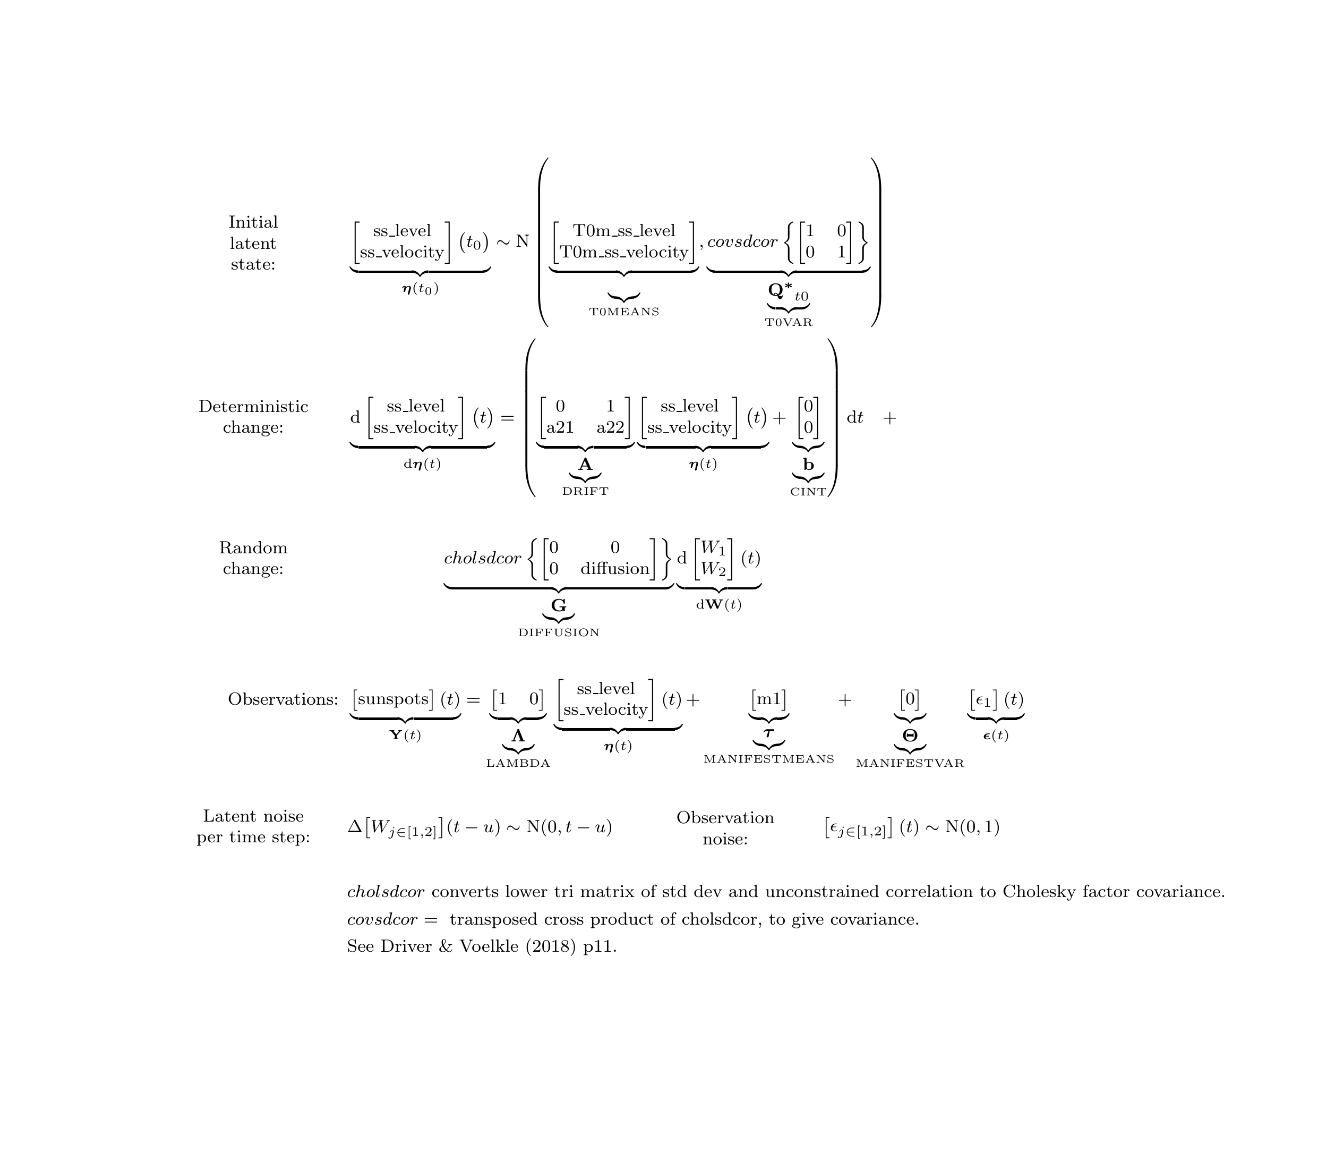 Initial
latent
state:
[ss_level
ss_velocity] (t₀) ∼ N ([T0m_ss_level
T0m_ss_velocity], covsdcor {[1 0
0 1]})
η(t₀)
Q*_t0
T0MEANS
T0VAR
Deterministic
change:
d [ss_level
ss_velocity] (t) = ([0 1
a21 a22] [ss_level
ss_velocity] (t) + [0
0]) dt +
dη(t)
A
η(t)
b
DRIFT
CINT
Random
change:
cholsdcor {[0 0
0 diffusion]} d [W₁
W₂] (t)
G
dW(t)
DIFFUSION
Observations: [sunspots] (t) = [1 0] [ss_level
ss_velocity] (t) + [m1] + [0] [ϵ₁] (t)
Y(t)
Λ
η(t)
τ
Θ
ϵ(t)
LAMBDA
MANIFESTMEANS
MANIFESTVAR
Latent noise
per time step:
Δ[W_j∈[1,2]](t − u) ∼ N(0, t − u)
Observation
noise:
[ϵ_j∈[1,2]] (t) ∼ N(0, 1)
cholsdcor converts lower tri matrix of std dev and unconstrained correlation to Cholesky factor covariance.
covsdcor = transposed cross product of cholsdcor, to give covariance.
See Driver & Voelkle (2018) p11.